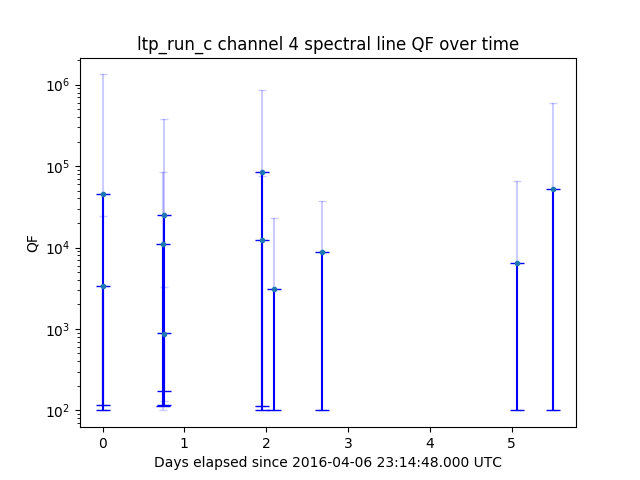 ltp_run_c channel 4 spectral line QF over time
10^6
10^5
10^4
10^3
10^2
QF
0 1 2 3 4 5
Days elapsed since 2016-04-06 23:14:48.000 UTC